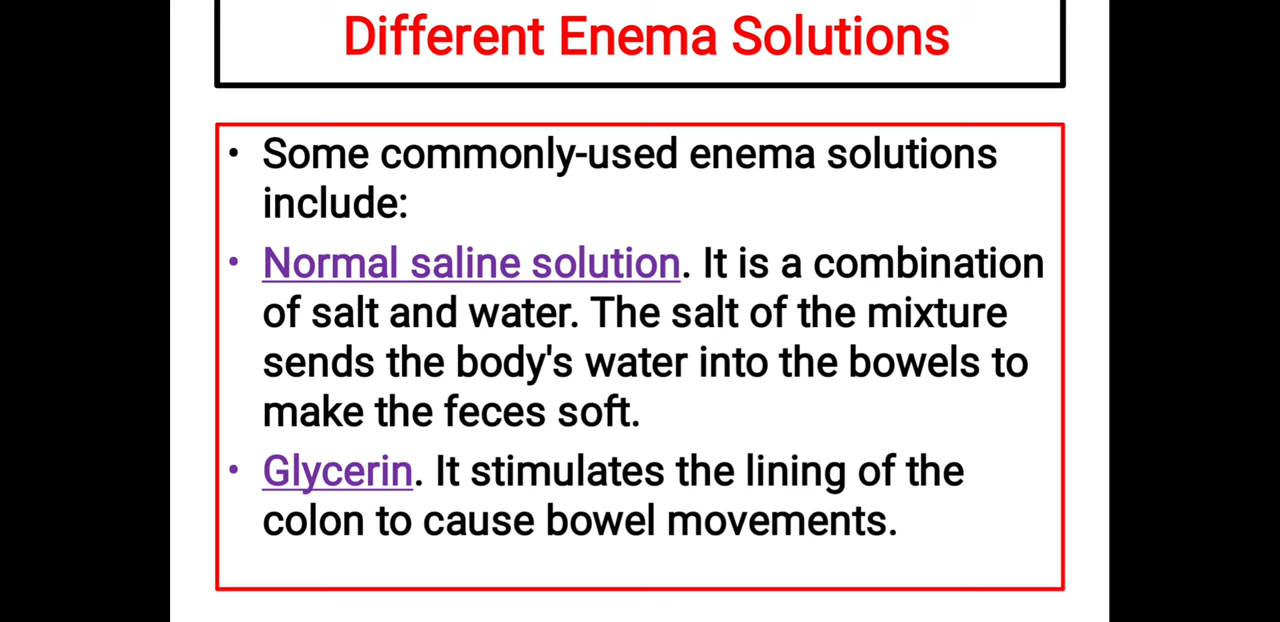 Different Enema Solutions
• Some commonly-used enema solutions
include:
• Normal saline solution. It is a combination
of salt and water. The salt of the mixture
sends the body's water into the bowels to
make the feces soft.
• Glycerin. It stimulates the lining of the
colon to cause bowel movements.